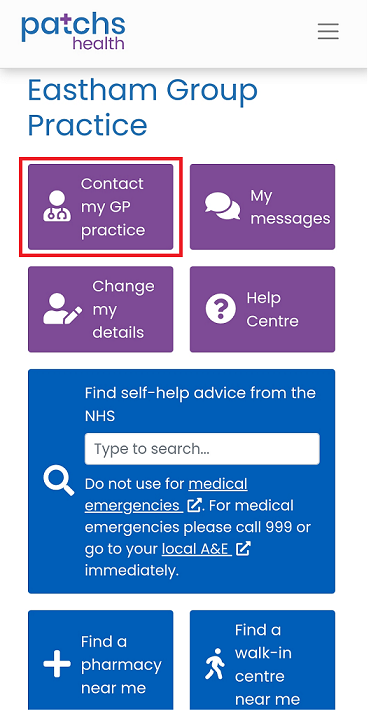 patchs
health
Eastham Group
Practice
Contact
my GP
practice
My
messages
Change
my
details
Help
Centre
Find self-help advice from the
NHS
Type to search...
Do not use for medical
emergencies . For medical
emergencies please call 999 or
go to your local A&E
immediately.
Find a
pharmacy
near me
Find a
walk-in
centre
near me